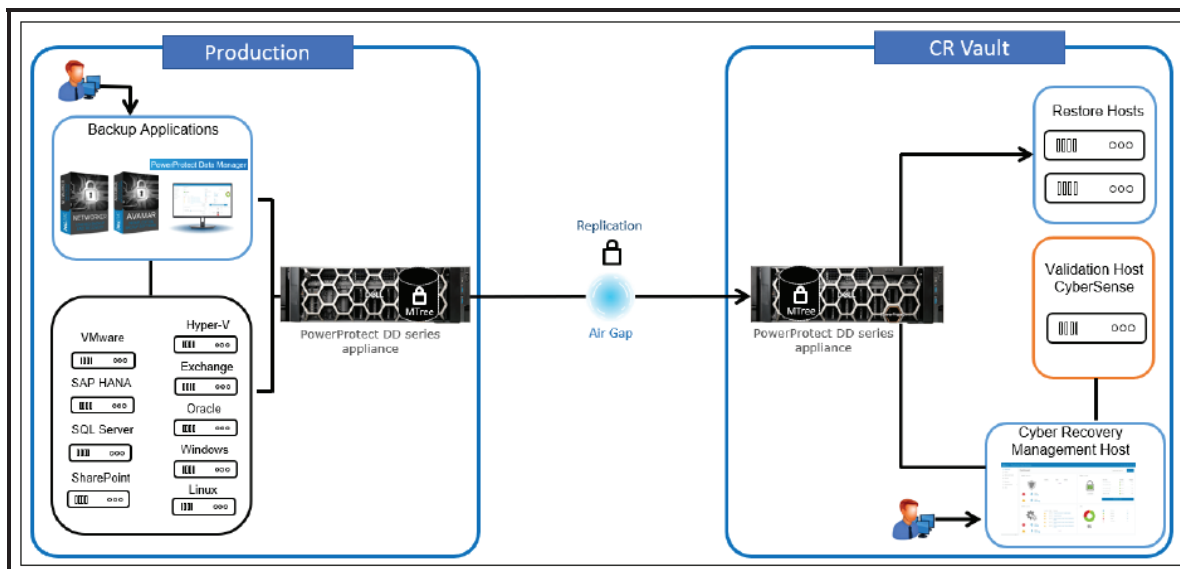 Production
Backup Applications
PowerProtect Data Manager
NETWORKER
AVAMAR
VMware
SAP HANA
SQL Server
SharePoint
Hyper-V
Exchange
Oracle
Windows
Linux
DELL
MTree
PowerProtect DD series
appliance
Replication
Air Gap
CR Vault
MTree
PowerProtect DD series
appliance
Restore Hosts
Validation Host
CyberSense
Cyber Recovery
Management Host